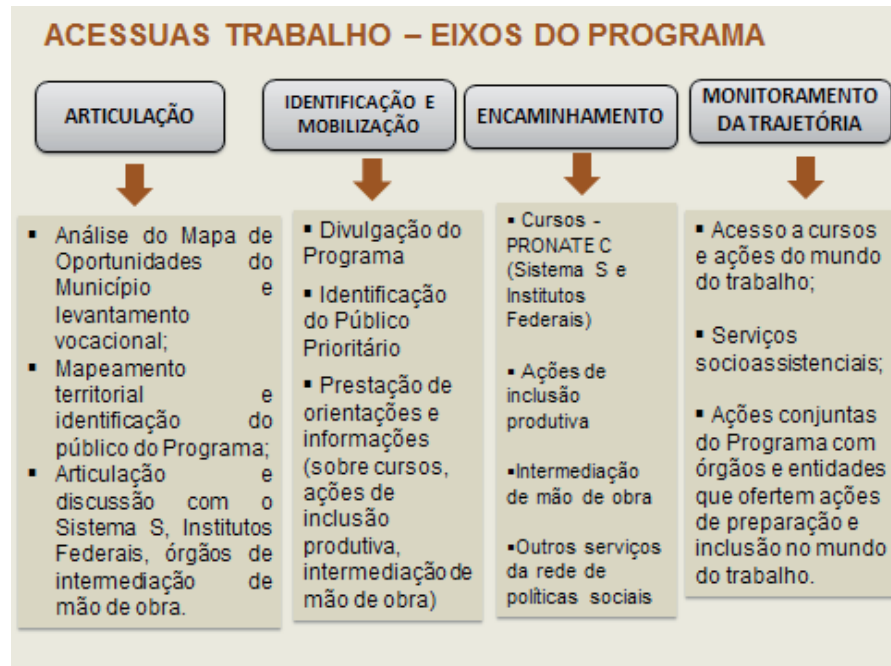 ACESSUAS TRABALHO – EIXOS DO PROGRAMA
ARTICULAÇÃO
▪ Análise do Mapa de
Oportunidades do
Município e
levantamento
vocacional;
▪ Mapeamento
territorial e
identificação do
público do Programa;
▪ Articulação e
discussão com o
Sistema S, Institutos
Federais, órgãos de
intermediação de
mão de obra.
IDENTIFICAÇÃO E
MOBILIZAÇÃO
▪ Divulgação do
Programa
▪ Identificação
do Público
Prioritário
▪ Prestação de
orientações e
informações
(sobre cursos,
ações de
inclusão
produtiva,
intermediação de
mão de obra)
ENCAMINHAMENTO
▪ Cursos -
PRONATE C
(Sistema S e
Institutos
Federais)
▪ Ações de
inclusão
produtiva
▪Intermediação
de mão de obra
▪Outros serviços
da rede de
políticas sociais
MONITORAMENTO
DA TRAJETÓRIA
▪ Acesso a cursos
e ações do mundo
do trabalho;
▪ Serviços
socioassistenciais;
▪ Ações conjuntas
do Programa com
órgãos e entidades
que ofertem ações
de preparação e
inclusão no mundo
do trabalho.